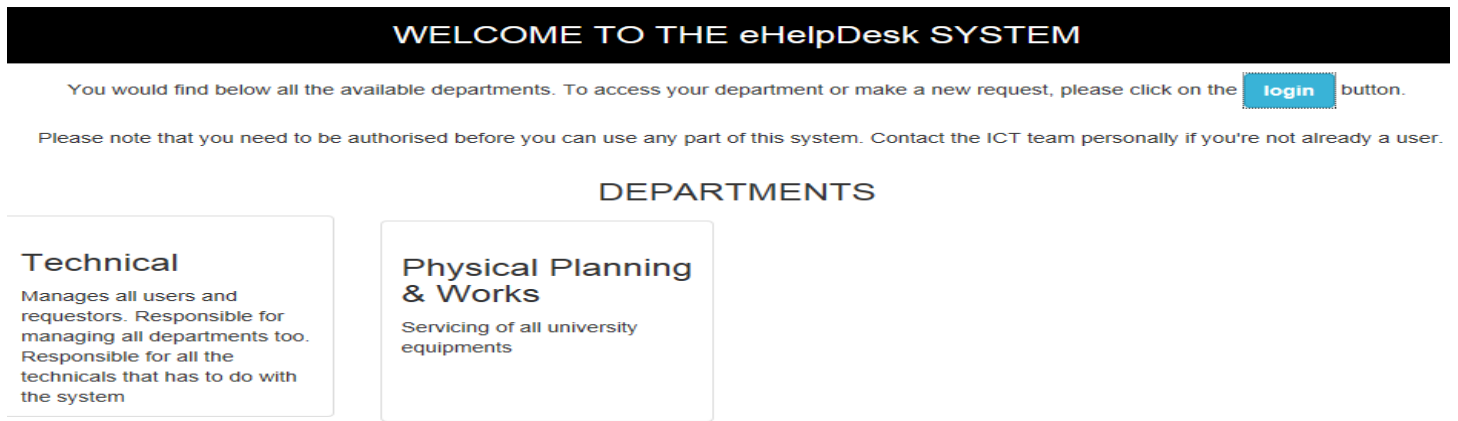 WELCOME TO THE eHelpDesk SYSTEM
You would find below all the available departments. To access your department or make a new request, please click on the login button.
Please note that you need to be authorised before you can use any part of this system. Contact the ICT team personally if you're not already a user.
DEPARTMENTS
Technical
Manages all users and
requestors. Responsible for
managing all departments too.
Responsible for all the
technicals that has to do with
the system
Physical Planning
& Works
Servicing of all university
equipments